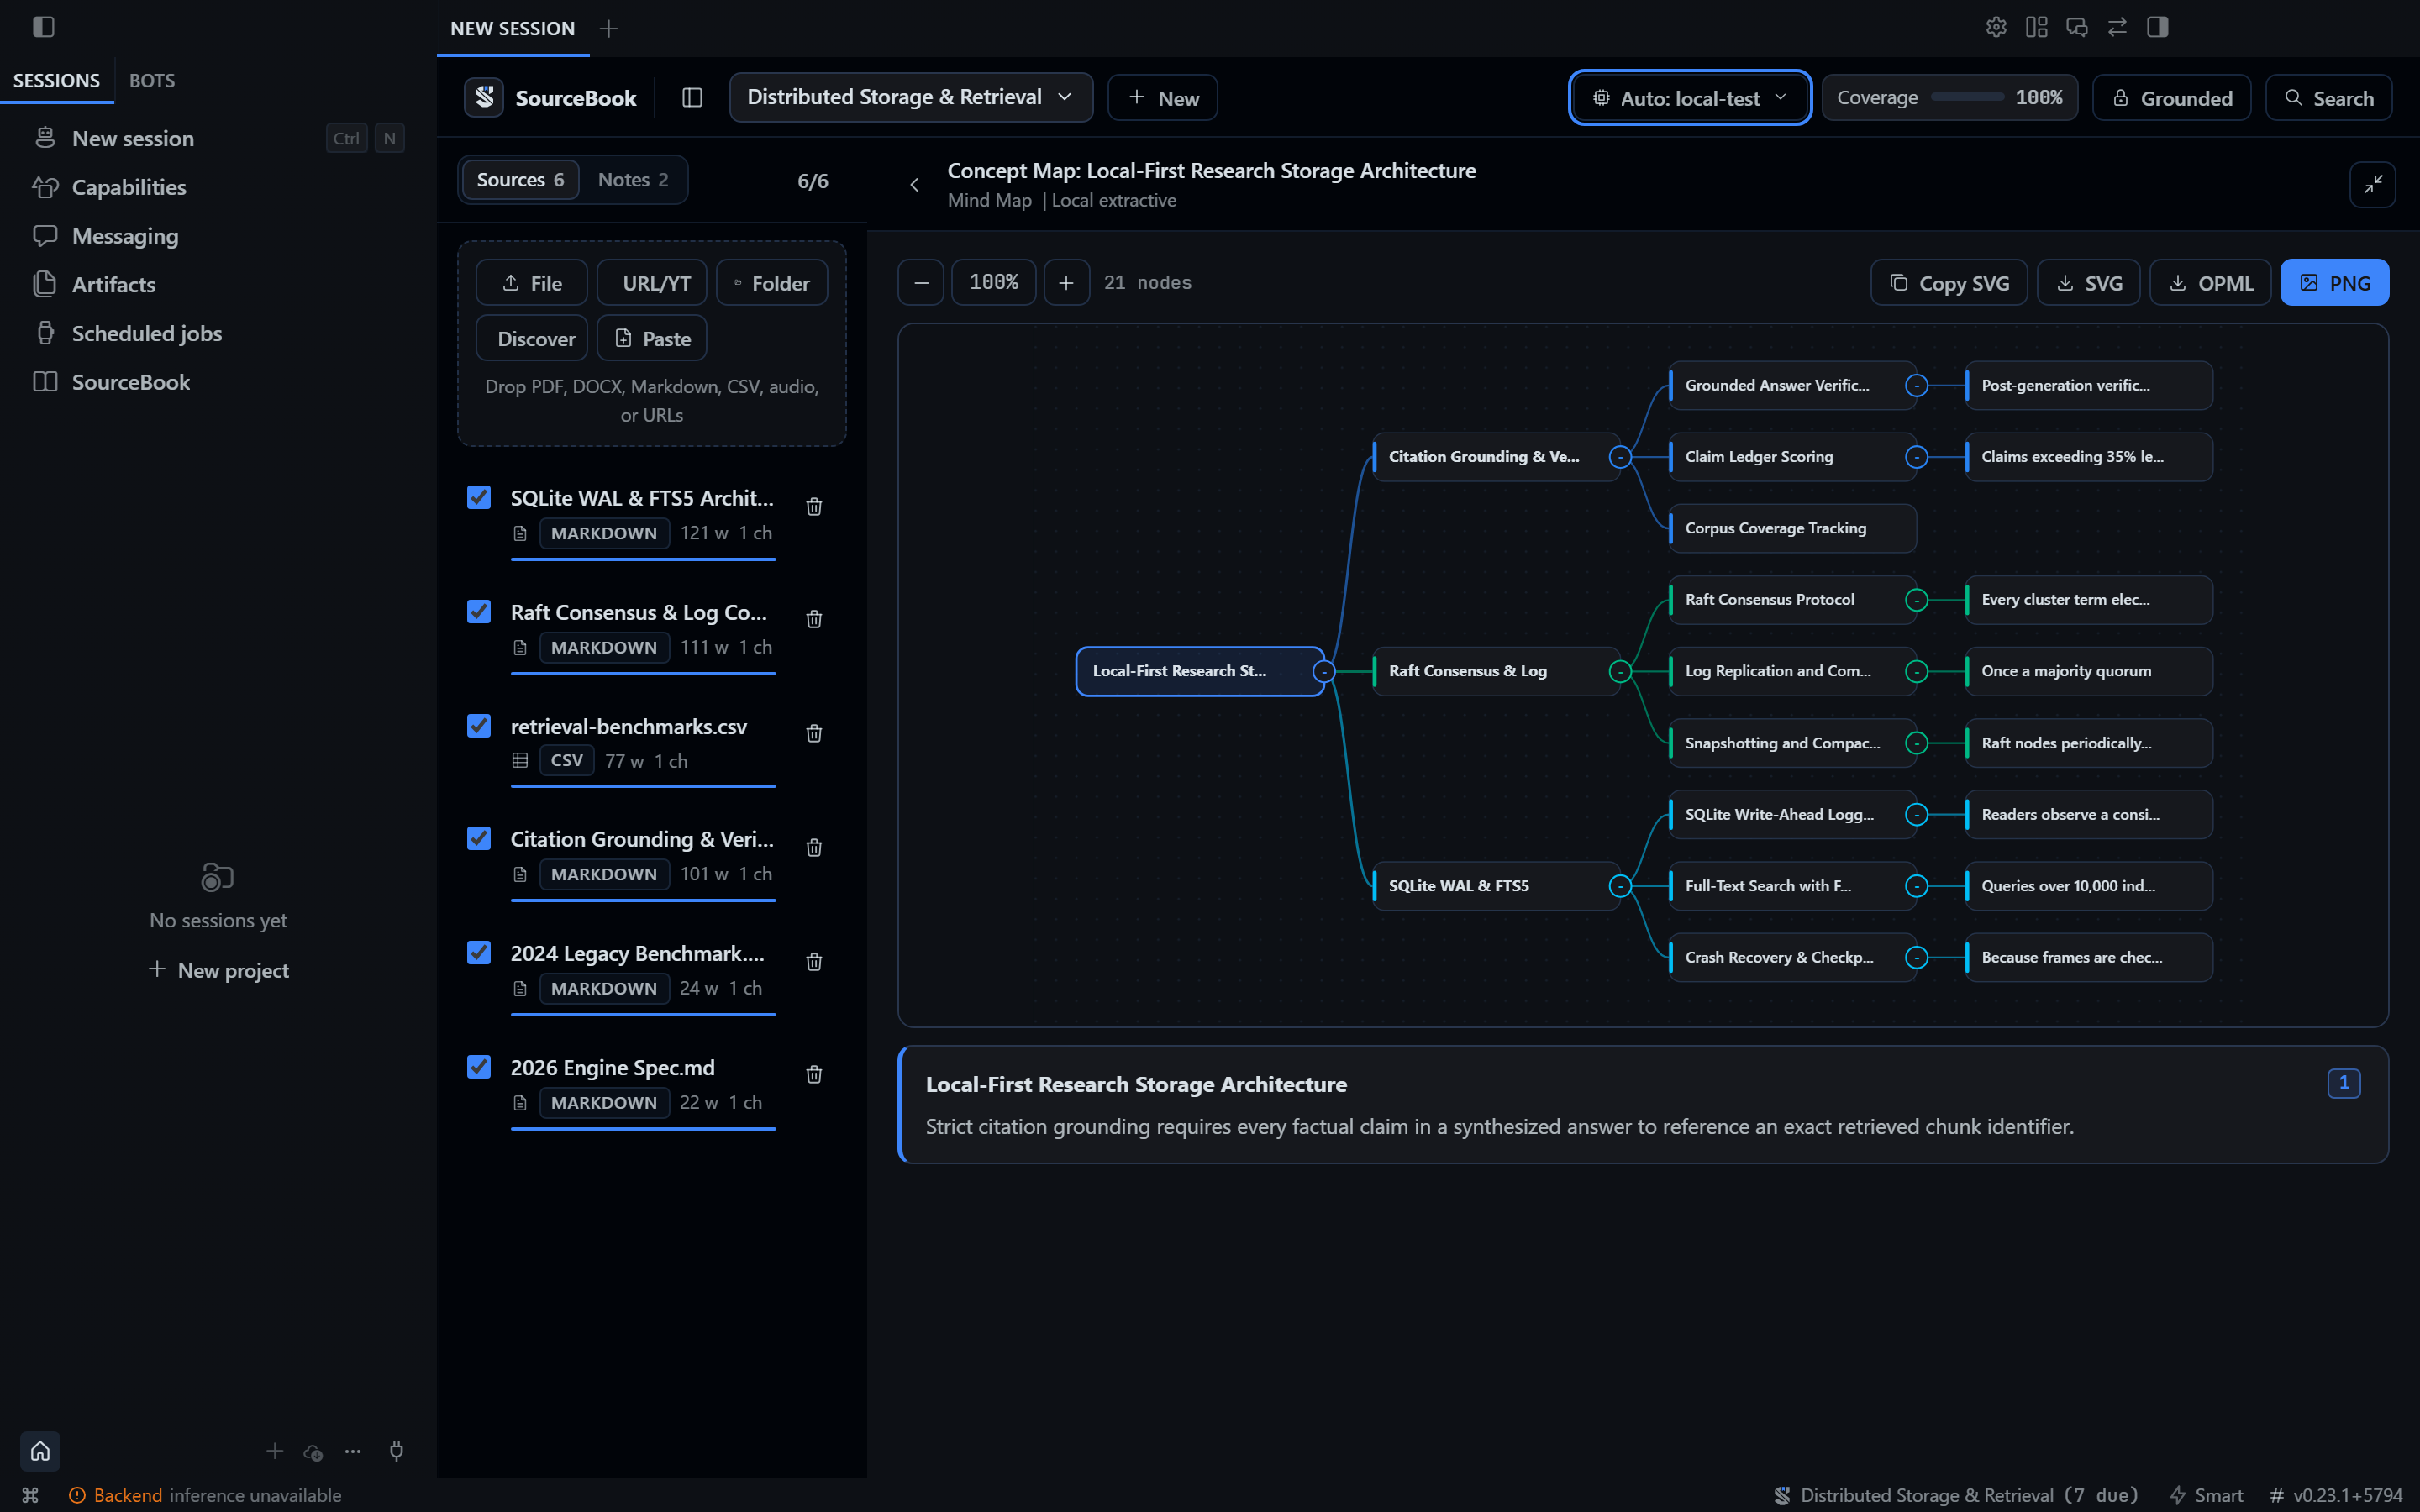 NEW SESSION
SESSIONS BOTS
New session Ctrl N
Capabilities
Messaging
Artifacts
Scheduled jobs
SourceBook
No sessions yet
New project
SourceBook
Distributed Storage & Retrieval
New
Auto: local-test
Coverage 100%
Grounded
Search
Sources 6 Notes 2 6/6
File URL/YT Folder
Discover Paste
Drop PDF, DOCX, Markdown, CSV, audio,
or URLs
SQLite WAL & FTS5 Archit...
MARKDOWN 121 w 1 ch
Raft Consensus & Log Co...
MARKDOWN 111 w 1 ch
retrieval-benchmarks.csv
CSV 77 w 1 ch
Citation Grounding & Veri...
MARKDOWN 101 w 1 ch
2024 Legacy Benchmark....
MARKDOWN 24 w 1 ch
2026 Engine Spec.md
MARKDOWN 22 w 1 ch
Concept Map: Local-First Research Storage Architecture
Mind Map | Local extractive
100% 21 nodes
Copy SVG SVG OPML PNG
Local-First Research St...
Citation Grounding & Ve...
Grounded Answer Verific...
Post-generation verific...
Claim Ledger Scoring
Claims exceeding 35% le...
Corpus Coverage Tracking
Raft Consensus & Log
Raft Consensus Protocol
Every cluster term elec...
Log Replication and Com...
Once a majority quorum
Snapshotting and Compac...
Raft nodes periodically...
SQLite WAL & FTS5
SQLite Write-Ahead Logg...
Readers observe a consi...
Full-Text Search with F...
Queries over 10,000 ind...
Crash Recovery & Checkp...
Because frames are chec...
Local-First Research Storage Architecture 1
Strict citation grounding requires every factual claim in a synthesized answer to reference an exact retrieved chunk identifier.
Backend inference unavailable
Distributed Storage & Retrieval (7 due)
Smart
# v0.23.1+5794